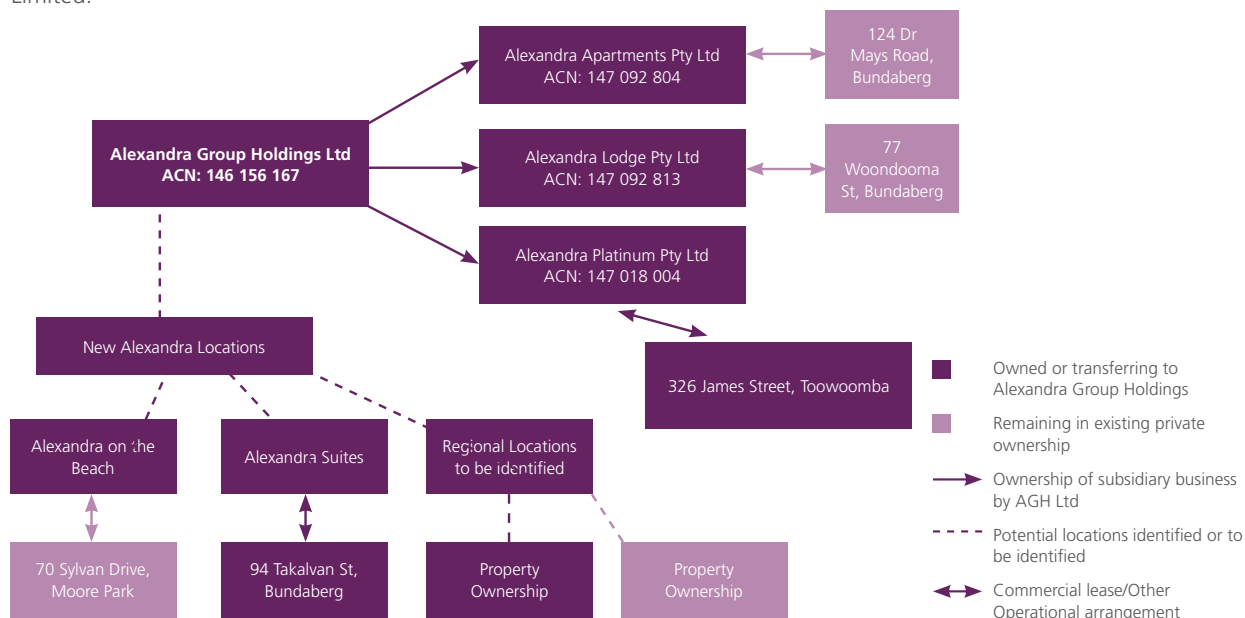 Limited.
Alexandra Apartments Pty Ltd
ACN: 147 092 804
124 Dr
Mays Road,
Bundaberg
Alexandra Group Holdings Ltd
ACN: 146 156 167
Alexandra Lodge Pty Ltd
ACN: 147 092 813
77
Woondooma
St, Bundaberg
Alexandra Platinum Pty Ltd
ACN: 147 018 004
New Alexandra Locations
326 James Street, Toowoomba
Alexandra on the
Beach
Alexandra Suites
Regional Locations
to be identified
70 Sylvan Drive,
Moore Park
94 Takalvan St,
Bundaberg
Property
Ownership
Property
Ownership
Owned or transferring to
Alexandra Group Holdings
Remaining in existing private
ownership
Ownership of subsidiary business
by AGH Ltd
Potential locations identified or to
be identified
Commercial lease/Other
Operational arrangement